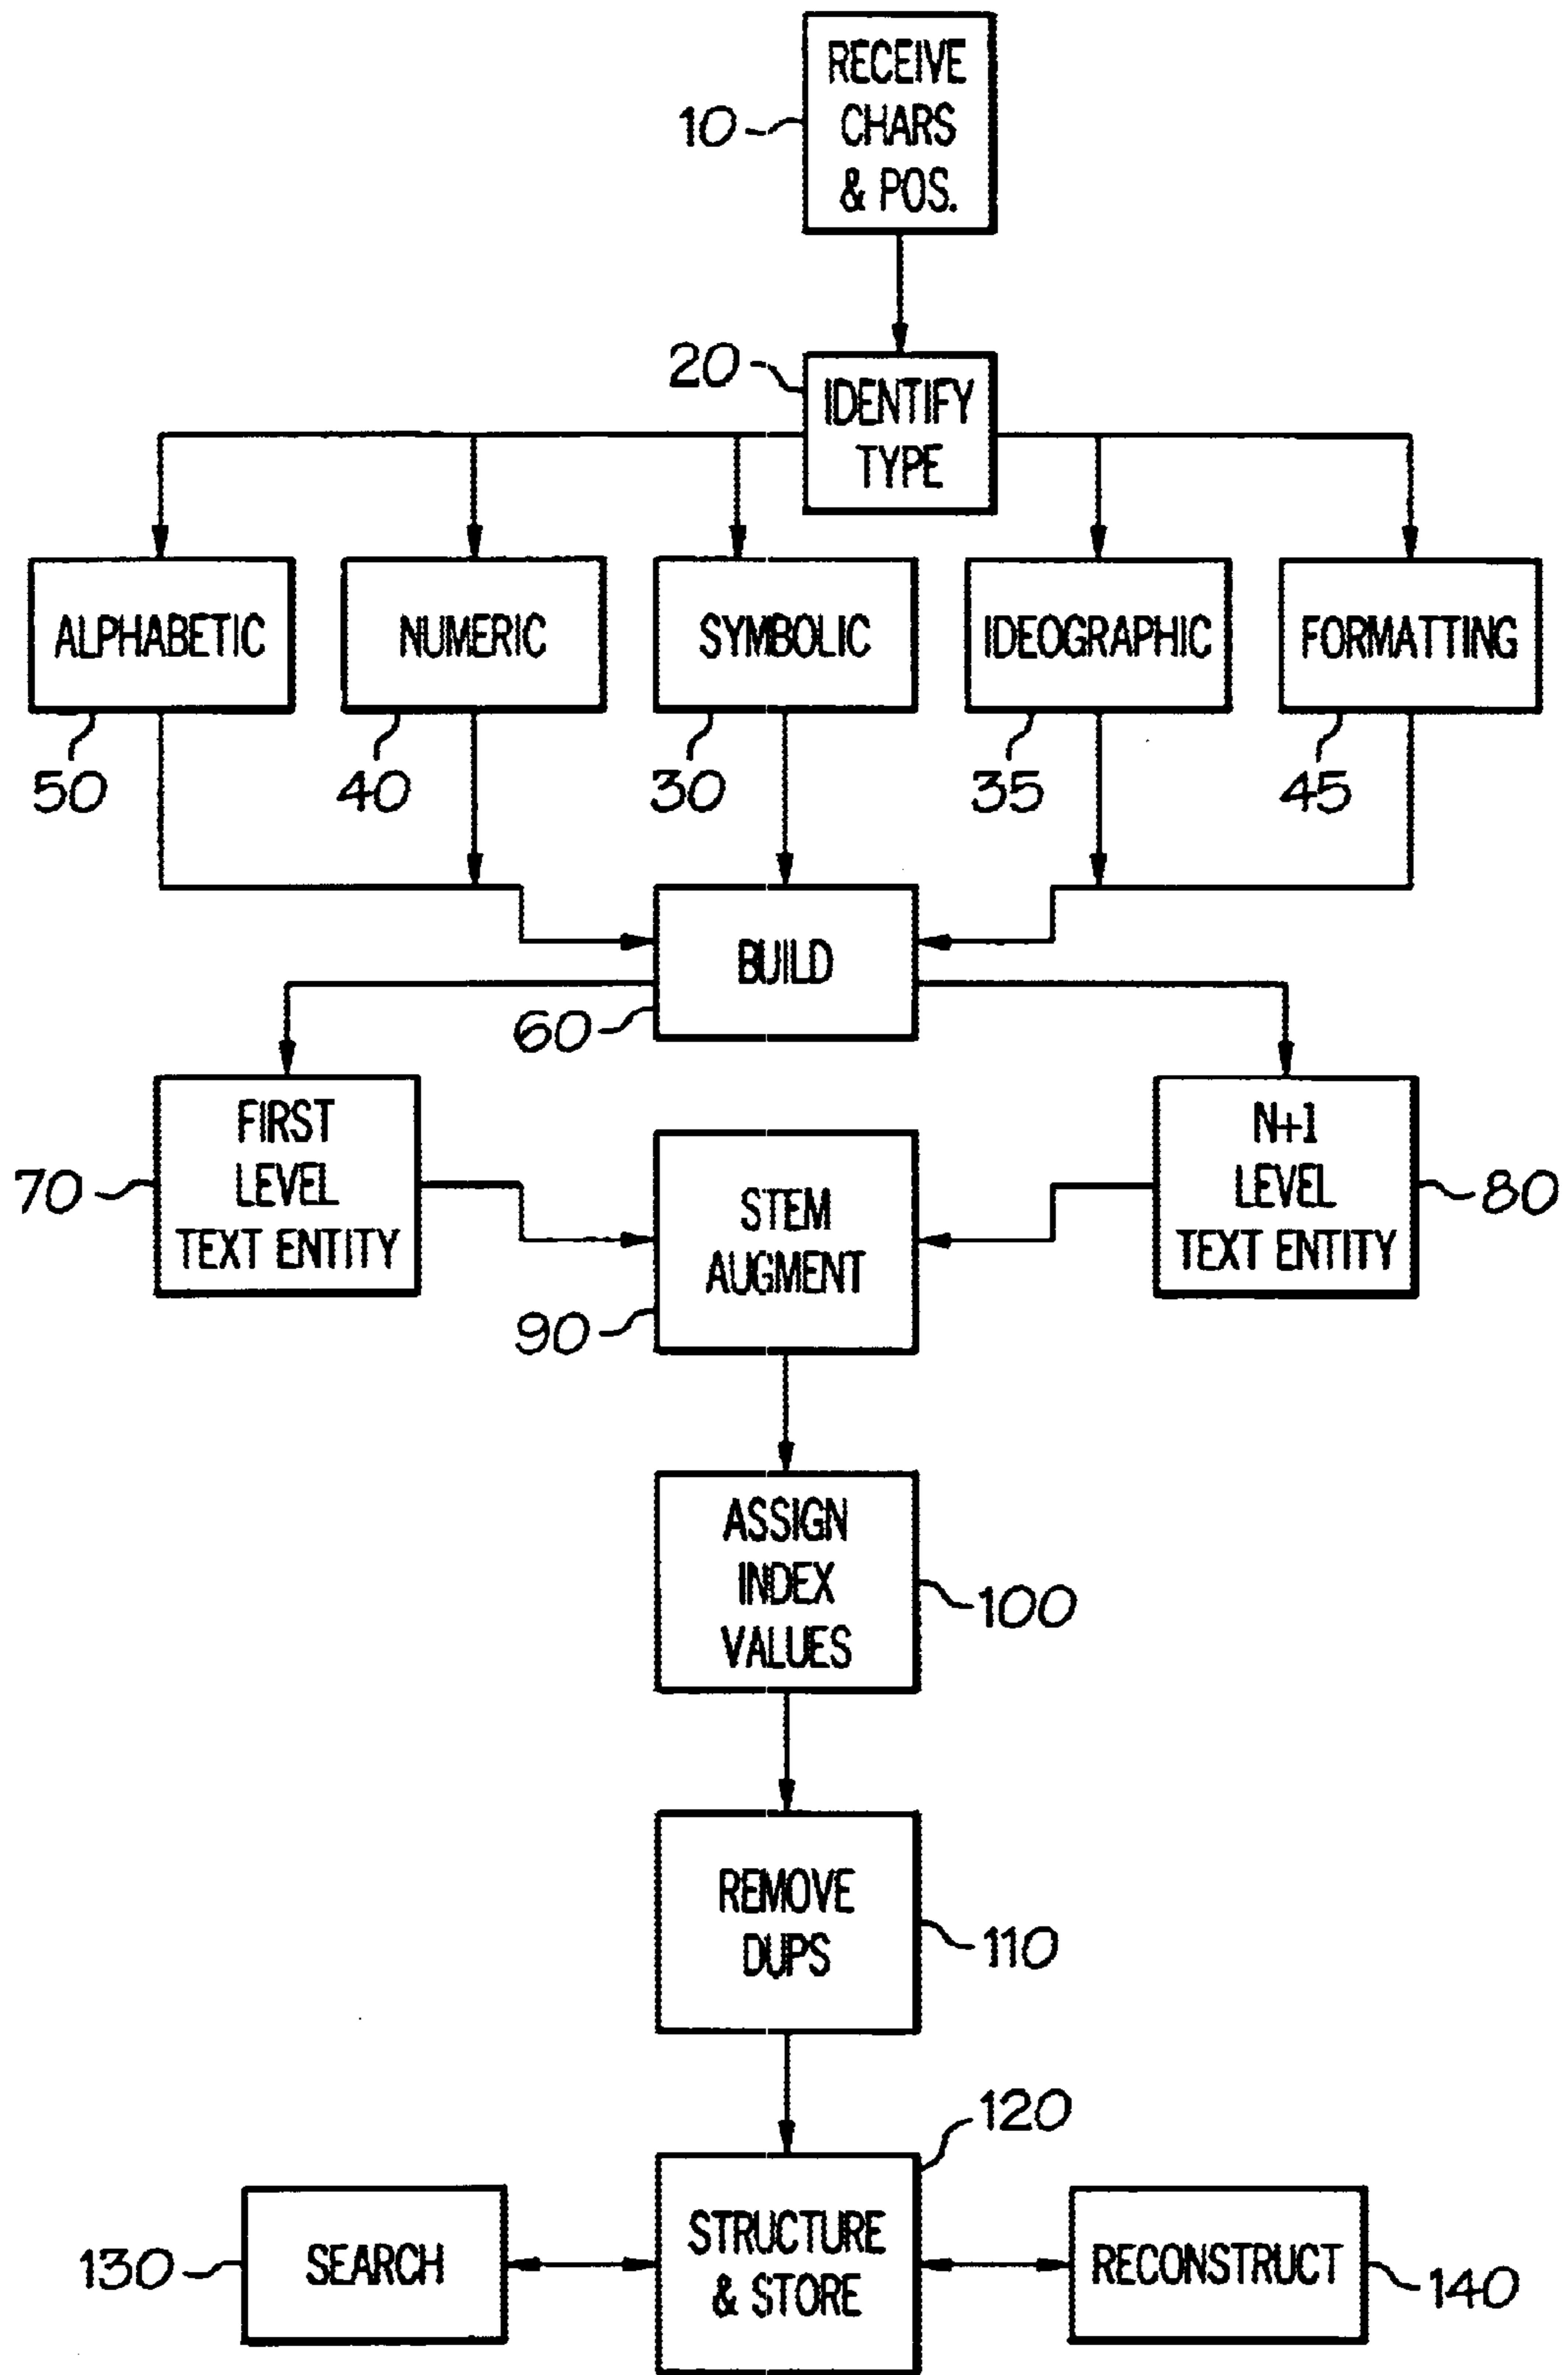 RECEIVE
CHARS
& POS.
10
20
IDENTIFY
TYPE
ALPHABETIC
NUMERIC
SYMBOLIC
IDEOGRAPHIC
FORMATTING
50
40
30
35
45
BUILD
60
FIRST
LEVEL
TEXT ENTITY
70
STEM
AUGMENT
90
N+1
LEVEL
TEXT ENTITY
80
ASSIGN
INDEX
VALUES
100
REMOVE
DUPS
110
120
130
SEARCH
STRUCTURE
& STORE
RECONSTRUCT
140